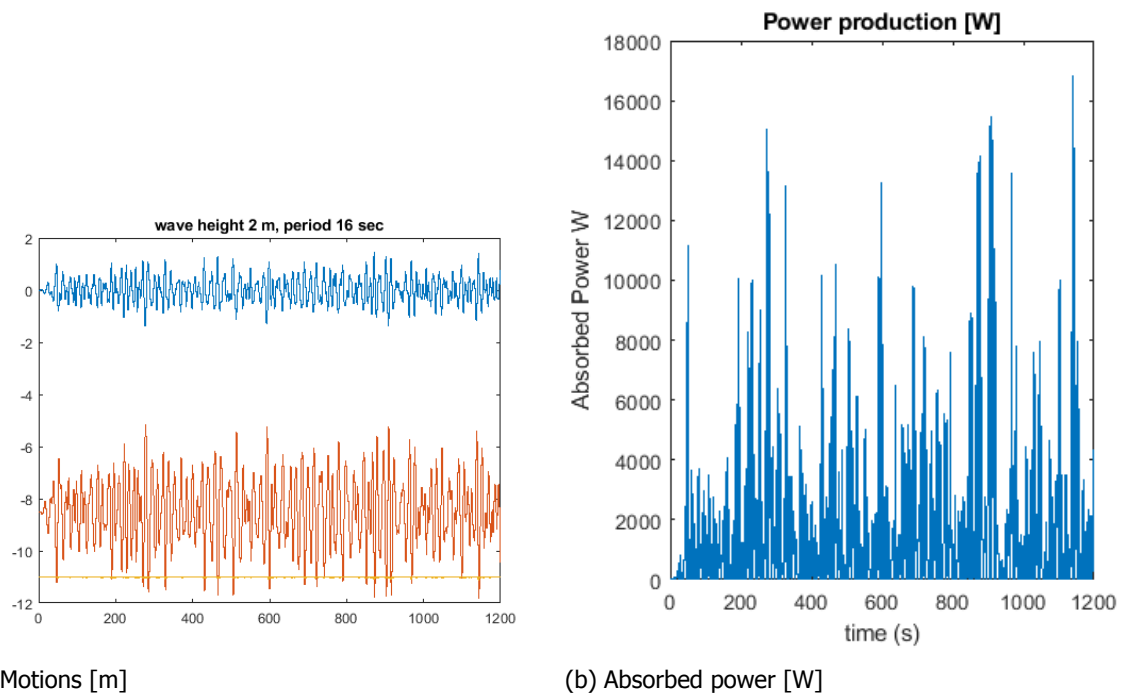 wave height 2 m, period 16 sec
2
0
-2
-4
-6
-8
-10
-12
0 200 400 600 800 1000 1200
Motions [m]
Power production [W]
18000
16000
14000
12000
10000
8000
6000
4000
2000
0
Absorbed Power W
0 200 400 600 800 1000 1200
time (s)
(b) Absorbed power [W]